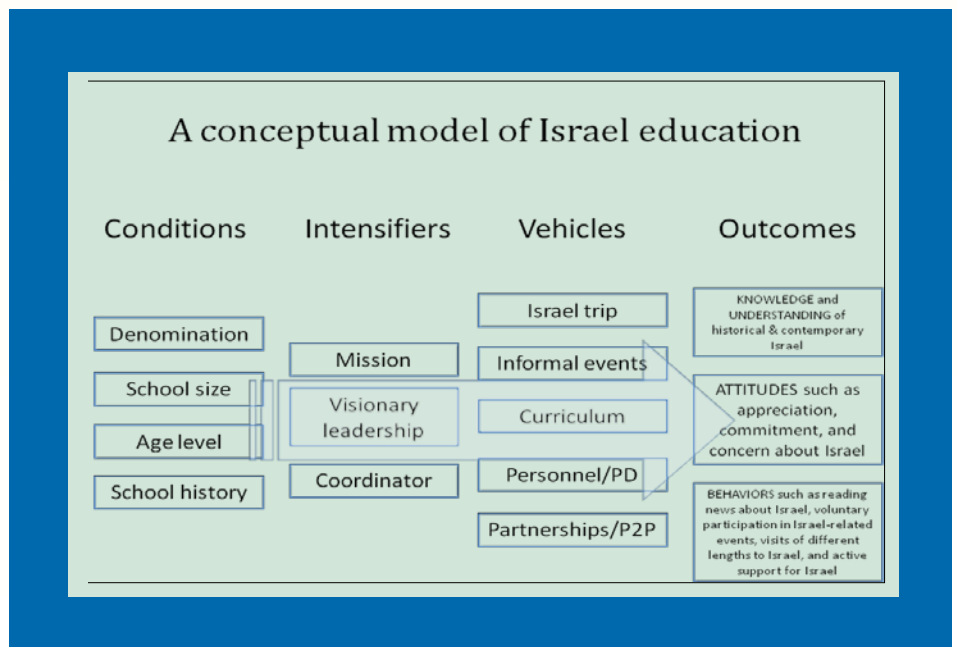 A conceptual model of Israel education
Conditions
Intensifiers
Vehicles
Outcomes
Denomination
School size
Age level
School history
Mission
Visionary
leadership
Coordinator
Israel trip
Informal events
Curriculum
Personnel/PD
Partnerships/P2P
KNOWLEDGE and
UNDERSTANDING of
historical & contemporary
Israel
ATTITUDES such as
appreciation,
commitment, and
concern about Israel
BEHAVIORS such as reading
news about Israel, voluntary
participation in Israel-related
events, visits of different
lengths to Israel, and active
support for Israel